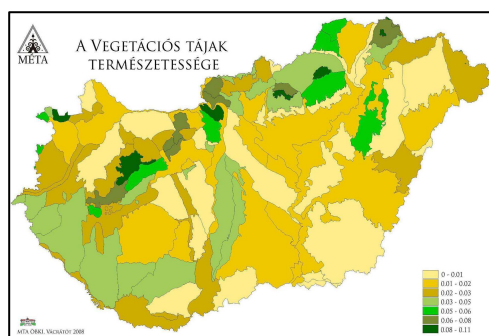 A VEGETÁCIÓS TÁJAK
TERMÉSZETESSÉGE
MÉTA
0 - 0.01
0.01 - 0.02
0.02 - 0.03
0.03 - 0.05
0.05 - 0.06
0.06 - 0.08
0.08 - 0.11
MTA ÖBKI, VÁCRÁTÓT 2008